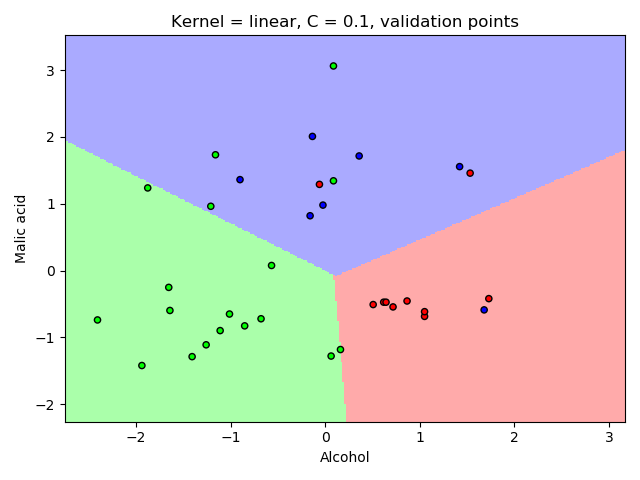 Kernel = linear, C = 0.1, validation points
3
2
1
0
−1
−2
Malic acid
−2 −1 0 1 2 3
Alcohol